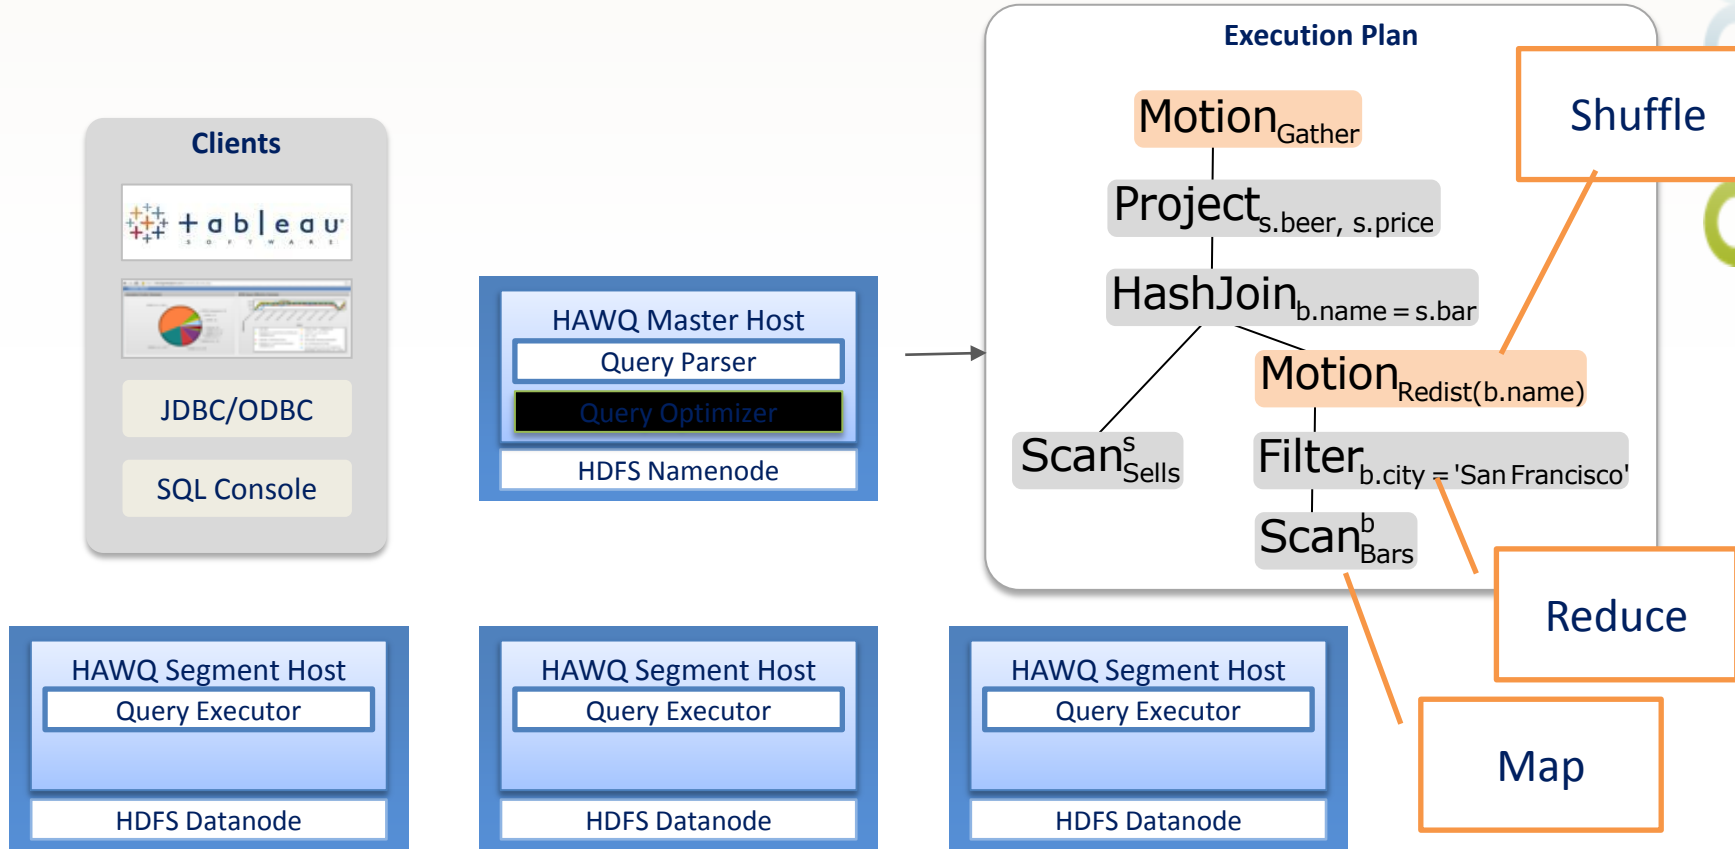 Execution Plan
Motion Gather
Shuffle
Clients
tableau
SOFTWARE
Project s.beer, s.price
HashJoin b.name = s.bar
HAWQ Master Host
Query Parser
Query Optimizer
HDFS Namenode
Motion Redist(b.name)
JDBC/ODBC
SQL Console
Scan s Sells
Filter b.city = 'San Francisco'
Scan b Bars
Reduce
Map
HAWQ Segment Host
Query Executor
HDFS Datanode
HAWQ Segment Host
Query Executor
HDFS Datanode
HAWQ Segment Host
Query Executor
HDFS Datanode